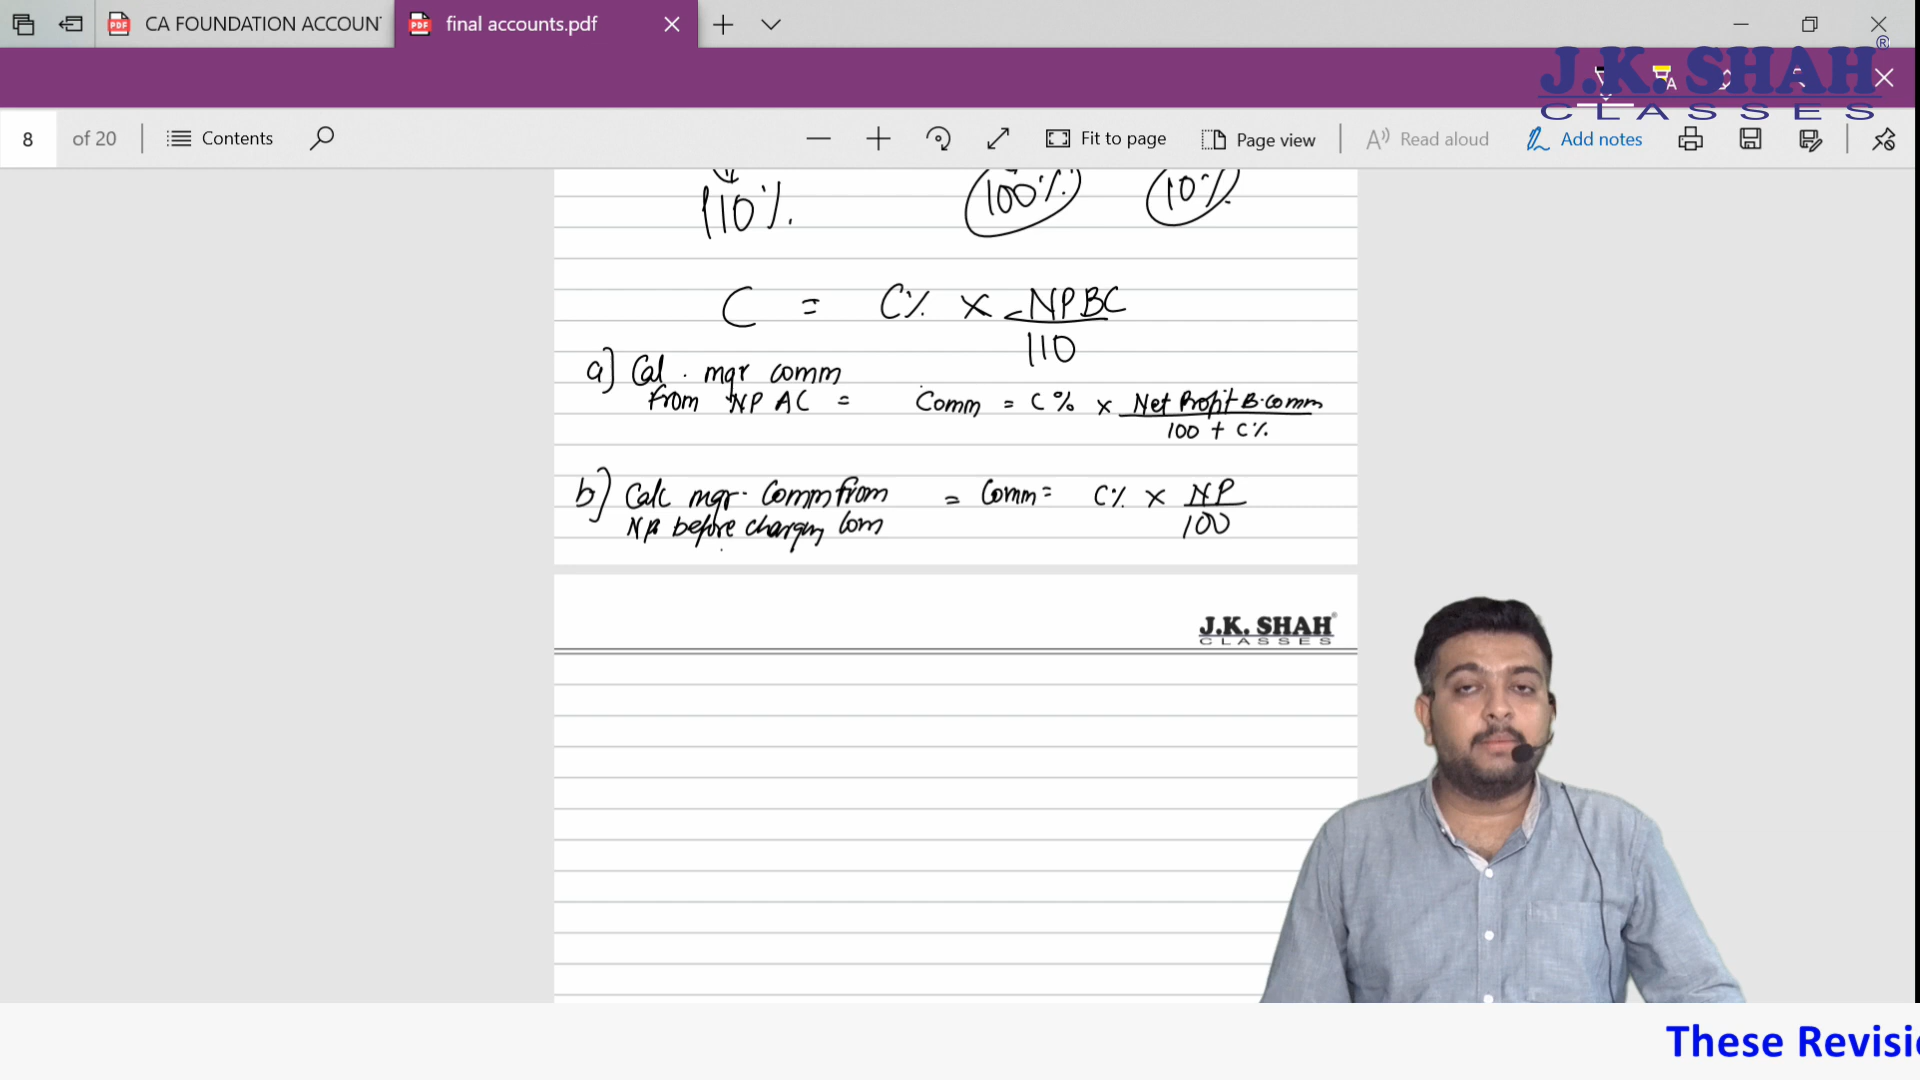 CA FOUNDATION ACCOUN
final accounts.pdf
J.K. SHAH®
CLASSES
8 of 20 Contents Fit to page Page view Read aloud Add notes
110%. 100% 10%
C = C% × NPBC
110
a] Cal. mgr comm
from NP AC = Comm = C% × Net Profit B. comm
100 + C%
b] Calc mgr. Comm from = Comm = C% × NP
100
NP before charging Com
J.K. SHAH®
CLASSES
These Revisi